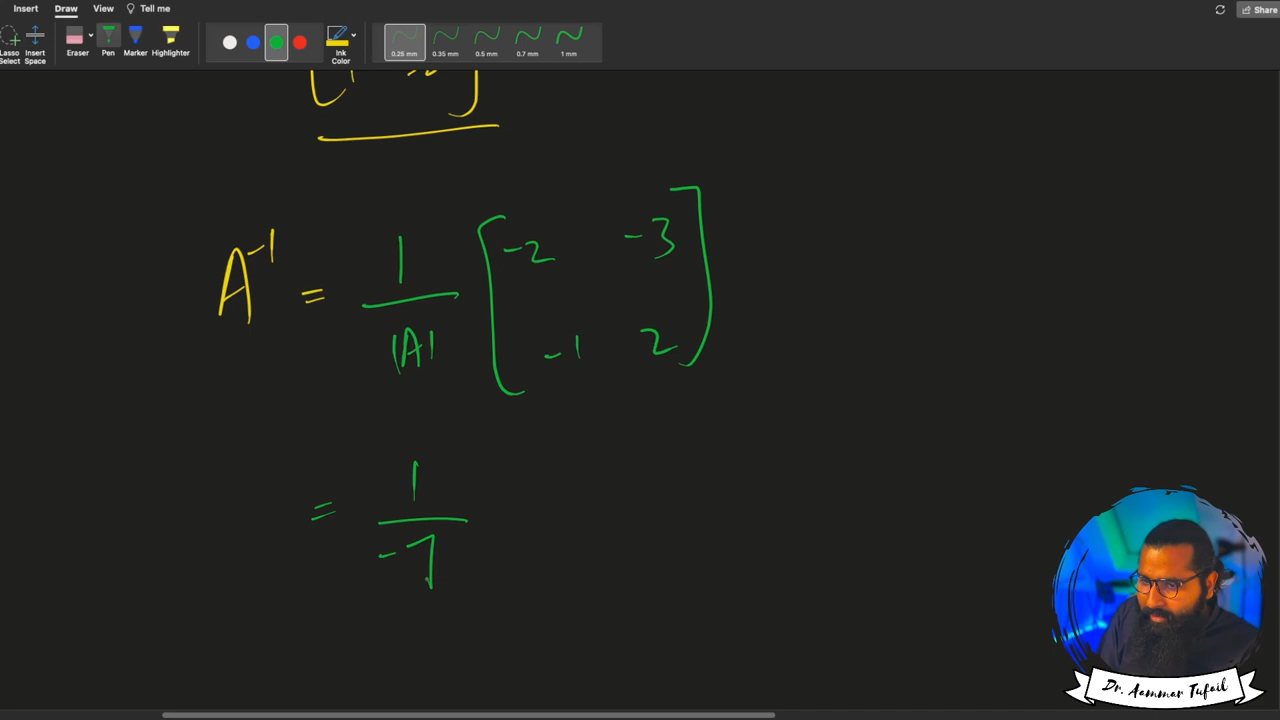 Insert Draw View Tell me Share
Lasso Select Insert Space Eraser Pen Marker Highlighter Ink Color 0.25 mm 0.35 mm 0.5 mm 0.7 mm 1 mm
A⁻¹ = 1/|A| [-2 -3
-1 2]
= 1/-7
Dr. Aammar Tufail